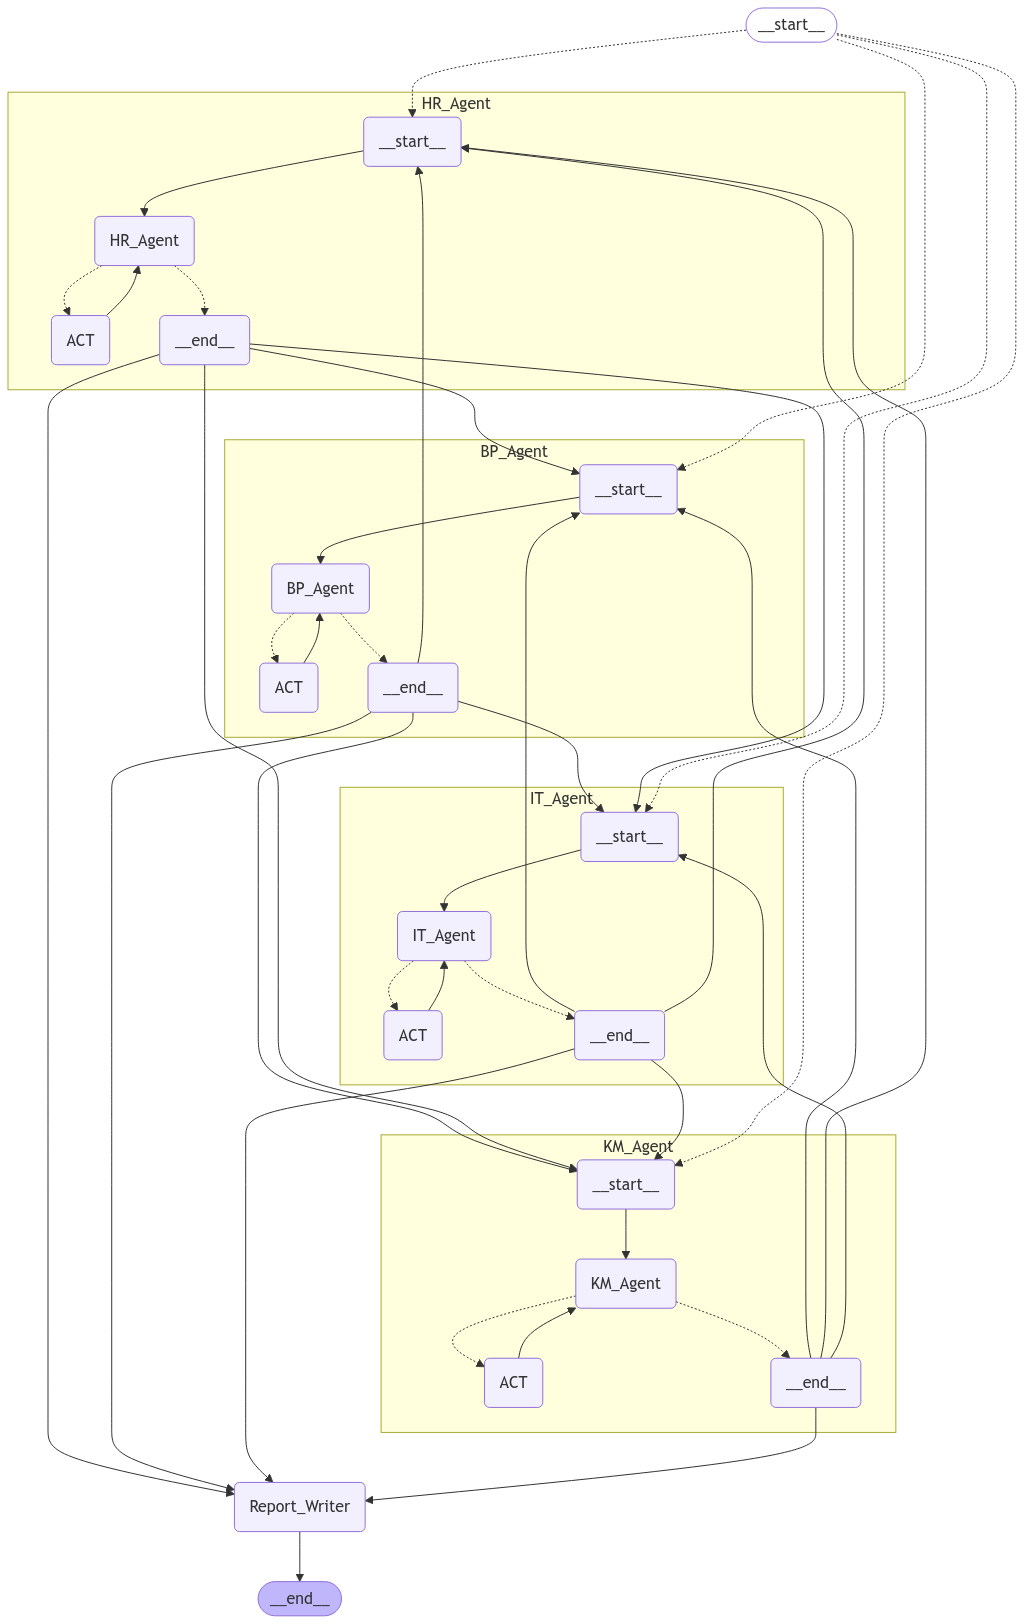 __start__
HR_Agent
__start__
HR_Agent
ACT
__end__
BP_Agent
__start__
BP_Agent
ACT
__end__
IT_Agent
__start__
IT_Agent
ACT
__end__
KM_Agent
__start__
KM_Agent
ACT
__end__
Report_Writer
__end__